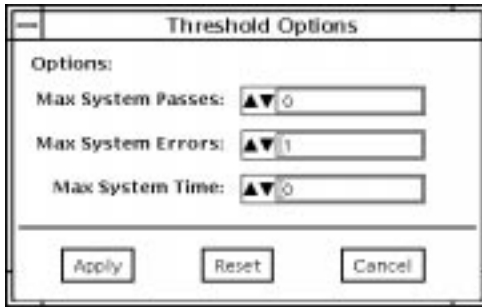 Threshold Options
Options:
Max System Passes: 0
Max System Errors: 1
Max System Time: 0
Apply Reset Cancel